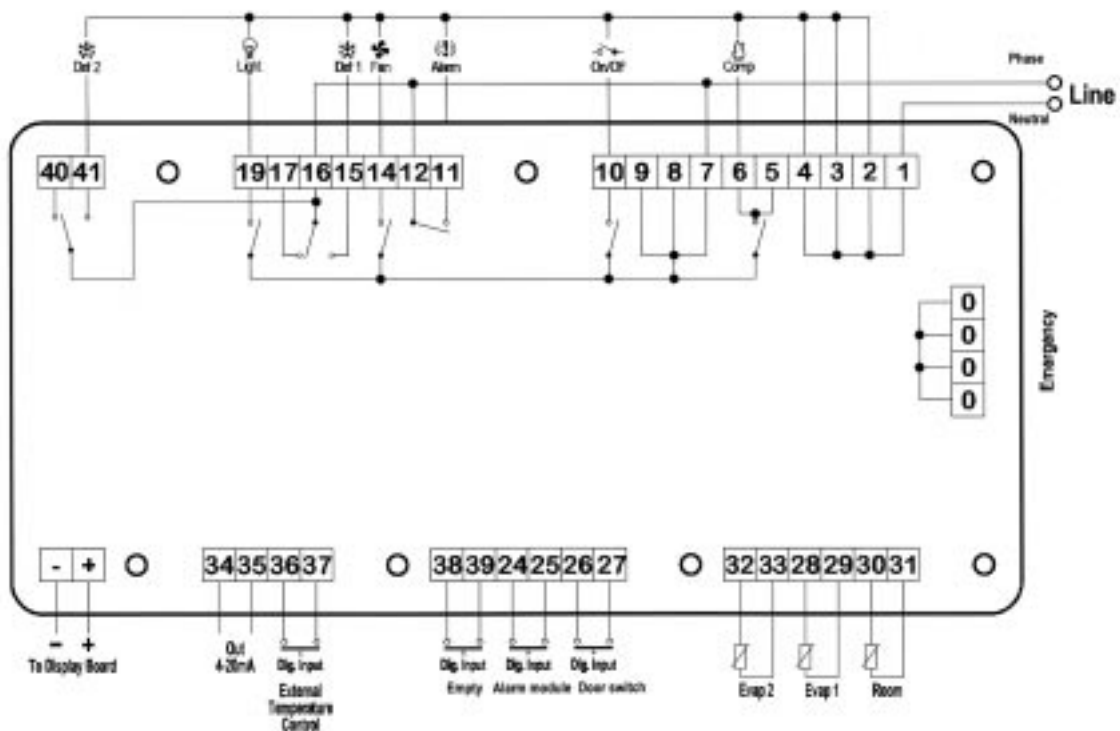 Def 2
Light
Def 1
Fan
Alarm
On/Off
Comp
Phase
Line
Neutral
40 41
19 17 16 15 14 12 11
10 9 8 7 6 5 4 3 2 1
0
0
0
0
Emergency
- +
34 35 36 37
38 39 24 25 26 27
32 33 28 29 30 31
- +
To Display Board
Out
4-20mA
Dig. Input
External
Temperature
Control
Dig. Input
Empty
Dig. Input
Alarm module
Dig. Input
Door switch
Evap 2
Evap 1
Room